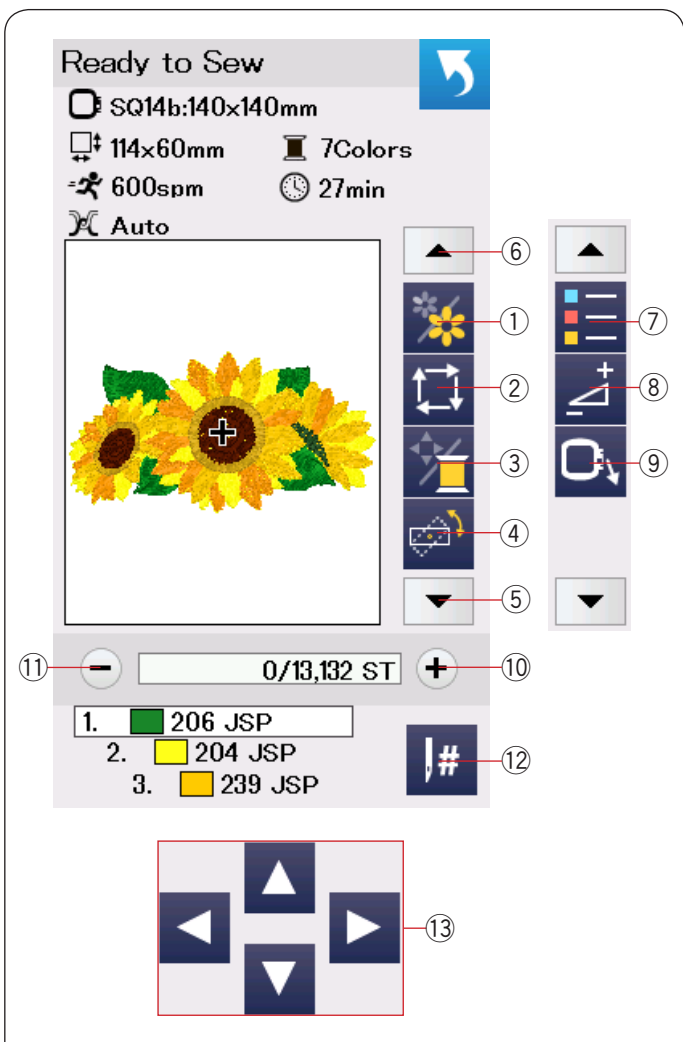 Ready to Sew
SQ14b:140x140mm
114x60mm 7Colors
600spm 27min
Auto
⑥
①
②
③
④
⑤
⑦
⑧
⑨
+
−
⑪ − 0/13,132 ST + ⑩
1. 206 JSP
2. 204 JSP
3. 239 JSP
# ⑫
⑬